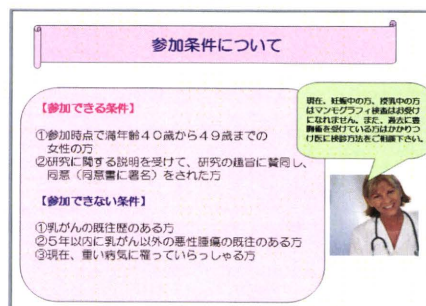 参加条件について
【参加できる条件】
①参加時点で満年齢４０歳から４９歳までの
女性の方
②研究に関する説明を受けて、研究の趣旨に賛同し、
同意（同意書に署名）をされた方
【参加できない条件】
①乳がんの既往歴のある方
②５年以内に乳がん以外の悪性腫瘍の既往のある方
③現在、重い病気に罹っていらっしゃる方
現在、妊娠中の方、授乳中の方
はマンモグラフィ検査はお受け
になれません。また、過去に豊
胸術を受けている方はかかりつ
け医に検診方法をご相談下さい。